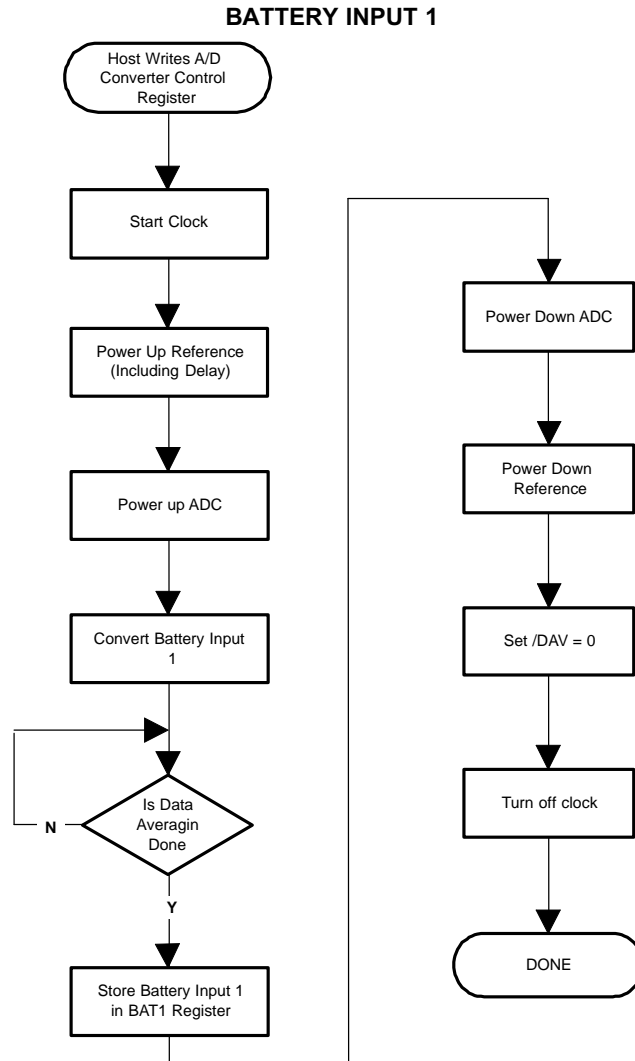 BATTERY INPUT 1
Host Writes A/D
Converter Control
Register
Start Clock
Power Up Reference
(Including Delay)
Power up ADC
Convert Battery Input
1
Is Data
Averagin
Done
N
Y
Store Battery Input 1
in BAT1 Register
Power Down ADC
Power Down
Reference
Set /DAV = 0
Turn off clock
DONE